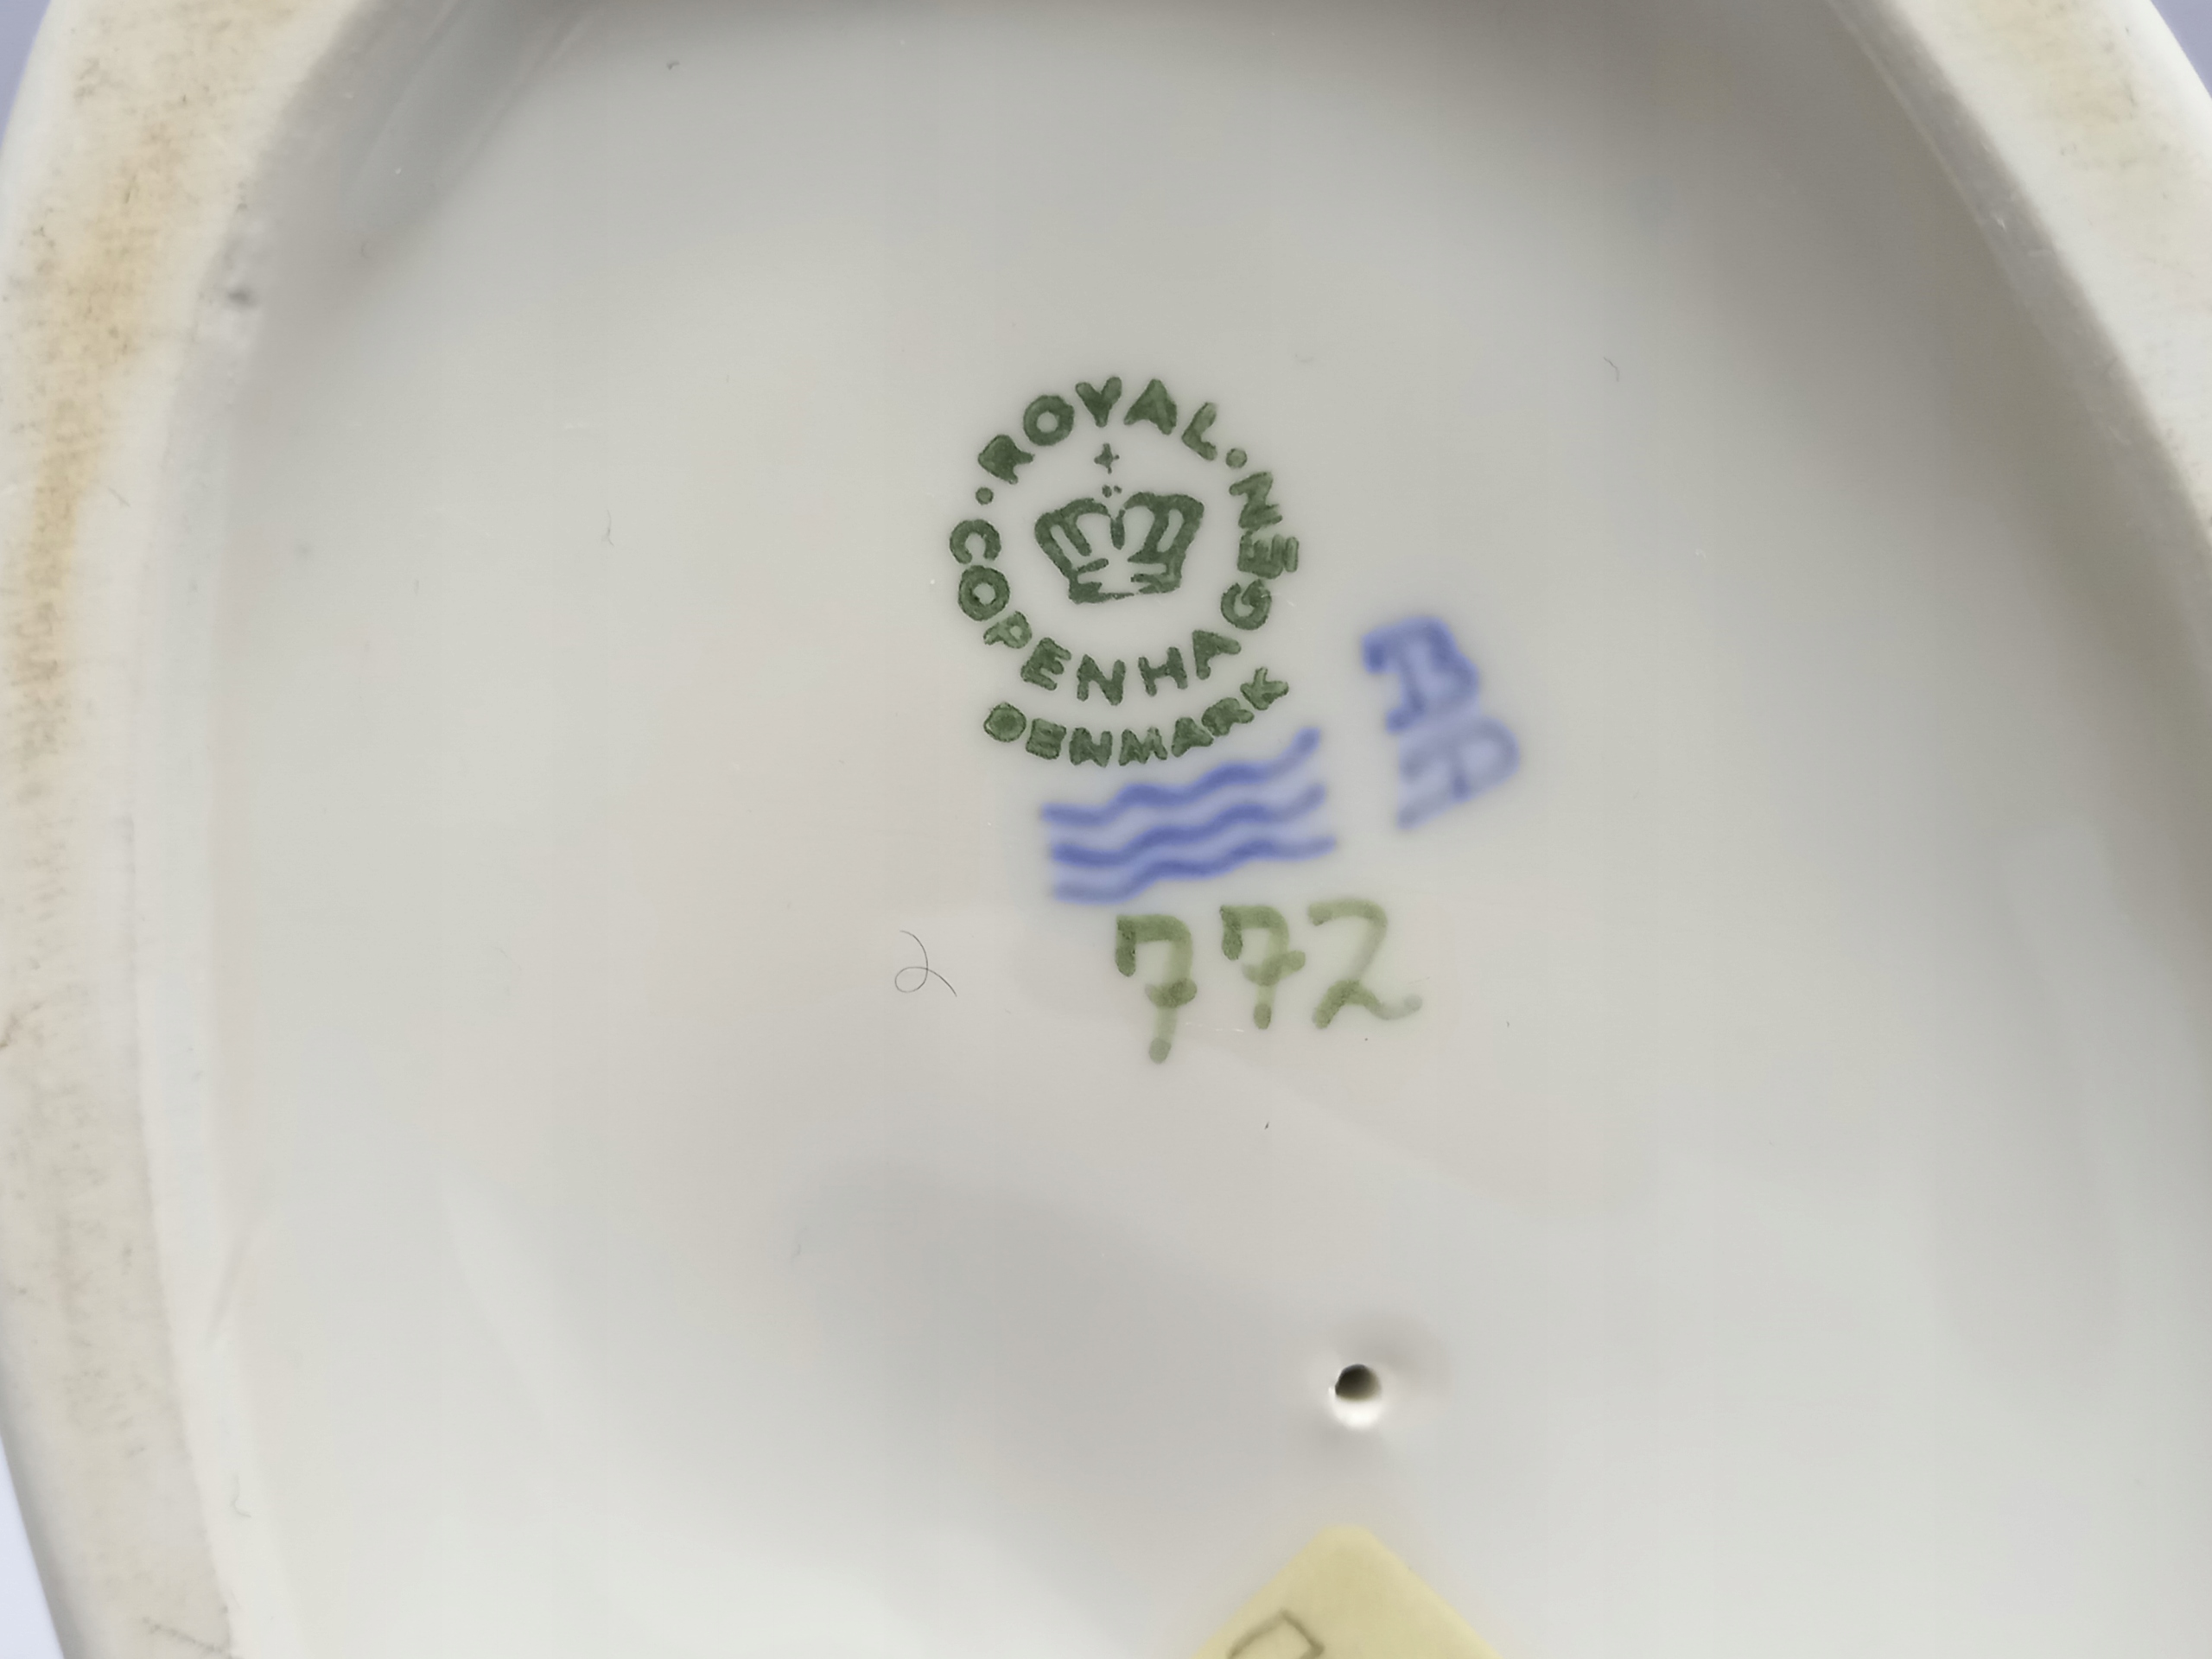 ROYAL
COPENHAGEN
DENMARK
772